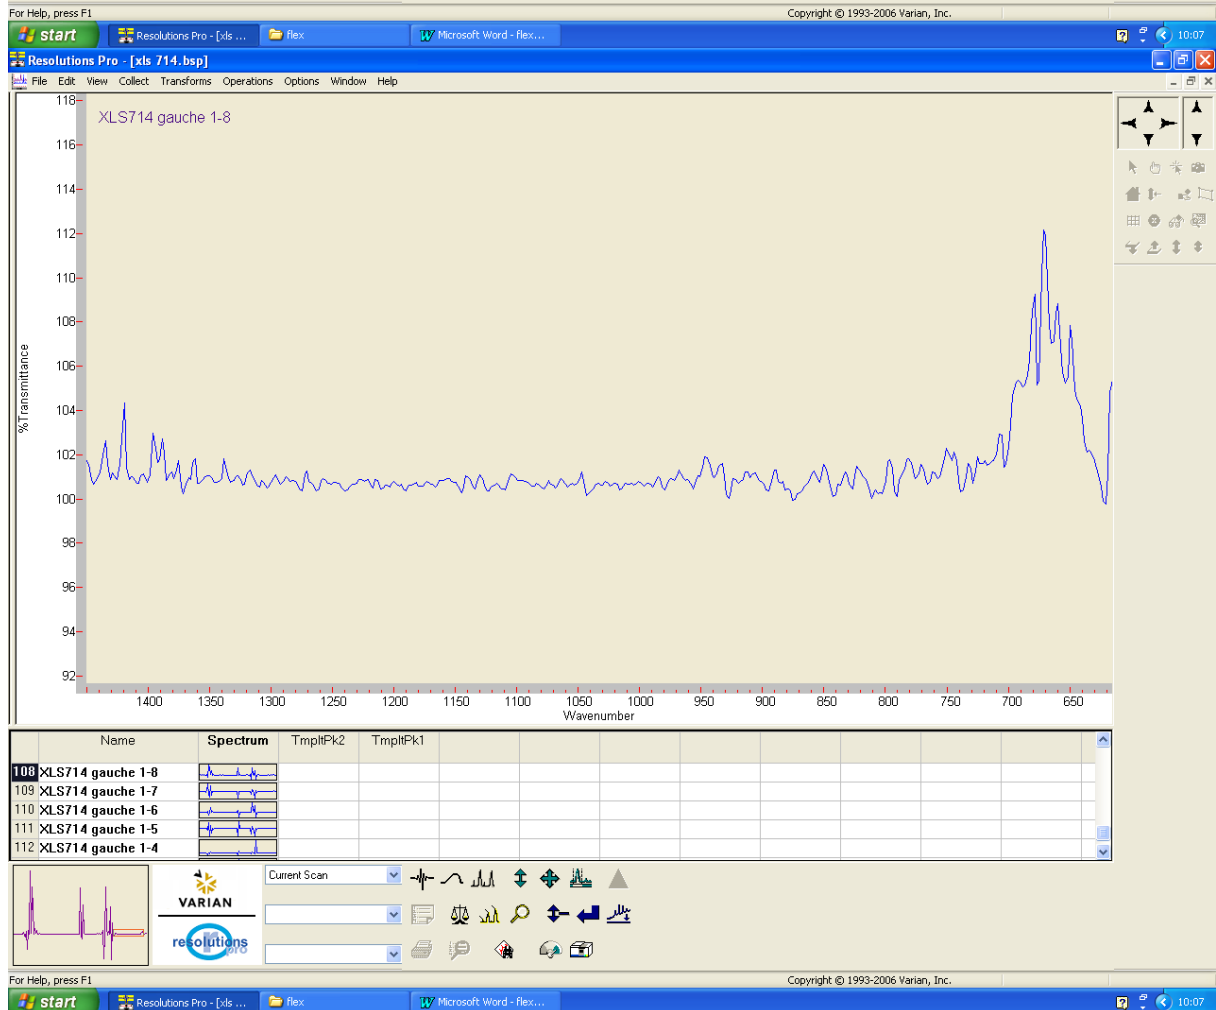 For Help, press F1
Copyright © 1993-2006 Varian, Inc.
start
Resolutions Pro - [xls ...
flex
Microsoft Word - flex...
10:07
Resolutions Pro - [xls 714.bsp]
File Edit View Collect Transforms Operations Options Window Help
XLS714 gauche 1-8
118
116
114
112
110
108
106
104
102
100
98
96
94
92
%Transmittance
1400 1350 1300 1250 1200 1150 1100 1050 1000 950 900 850 800 750 700 650
Wavenumber
Name Spectrum TmpltPk2 TmpltPk1
108 XLS714 gauche 1-8
109 XLS714 gauche 1-7
110 XLS714 gauche 1-6
111 XLS714 gauche 1-5
112 XLS714 gauche 1-4
Current Scan
VARIAN
resolutions
pro
For Help, press F1
Copyright © 1993-2006 Varian, Inc.
start
Resolutions Pro - [xls ...
flex
Microsoft Word - flex...
10:07